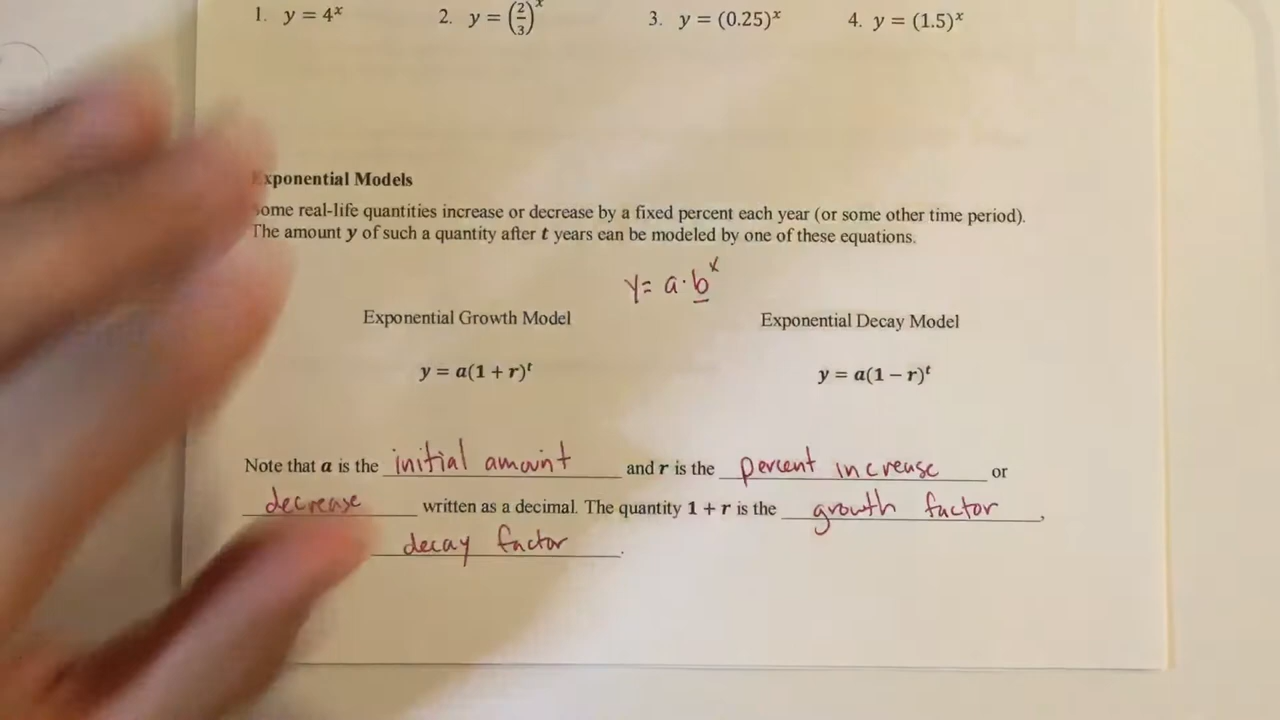 1. y = 4ˣ 2. y = (2/3)ˣ 3. y = (0.25)ˣ 4. y = (1.5)ˣ
xponential Models
ome real-life quantities increase or decrease by a fixed percent each year (or some other time period).
The amount y of such a quantity after t years can be modeled by one of these equations.
y = a·bˣ
Exponential Growth Model Exponential Decay Model
y = a(1 + r)ᵗ y = a(1 − r)ᵗ
Note that a is the initial amount and r is the percent increase or
decrease written as a decimal. The quantity 1 + r is the growth factor,
decay factor.